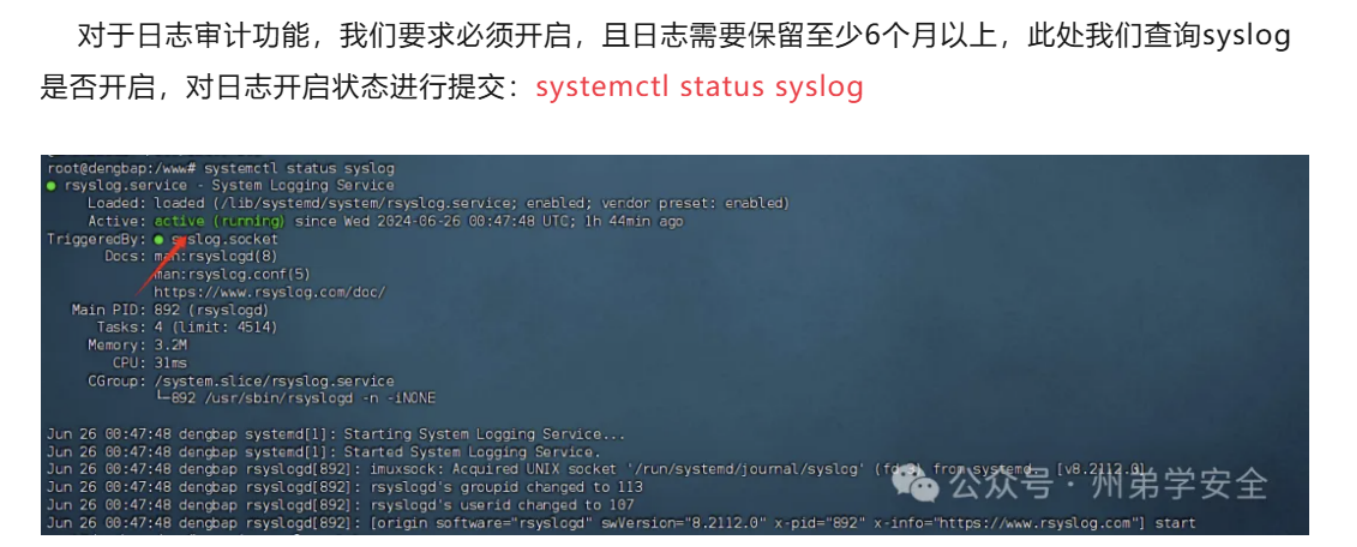 对于日志审计功能，我们要求必须开启，且日志需要保留至少6个月以上，此处我们查询syslog
是否开启，对日志开启状态进行提交：systemctl status syslog
root@dengbap:/www# systemctl status syslog
● rsyslog.service - System Logging Service
Loaded: loaded (/lib/systemd/system/rsyslog.service; enabled; vendor preset: enabled)
Active: active (running) since Wed 2024-06-26 00:47:48 UTC; 1h 44min ago
TriggeredBy: ● syslog.socket
Docs: man:rsyslogd(8)
man:rsyslog.conf(5)
https://www.rsyslog.com/doc/
Main PID: 892 (rsyslogd)
Tasks: 4 (limit: 4514)
Memory: 3.2M
CPU: 31ms
CGroup: /system.slice/rsyslog.service
└─892 /usr/sbin/rsyslogd -n -iNONE
Jun 26 00:47:48 dengbap systemd[1]: Starting System Logging Service...
Jun 26 00:47:48 dengbap systemd[1]: Started System Logging Service.
Jun 26 00:47:48 dengbap rsyslogd[892]: imuxsock: Acquired UNIX socket '/run/systemd/journal/syslog' (fd 3) from systemd. [v8.2112.0]
Jun 26 00:47:48 dengbap rsyslogd[892]: rsyslogd's groupid changed to 113
Jun 26 00:47:48 dengbap rsyslogd[892]: rsyslogd's userid changed to 107
Jun 26 00:47:48 dengbap rsyslogd[892]: [origin software="rsyslogd" swVersion="8.2112.0" x-pid="892" x-info="https://www.rsyslog.com"] start
公众号·州弟学安全